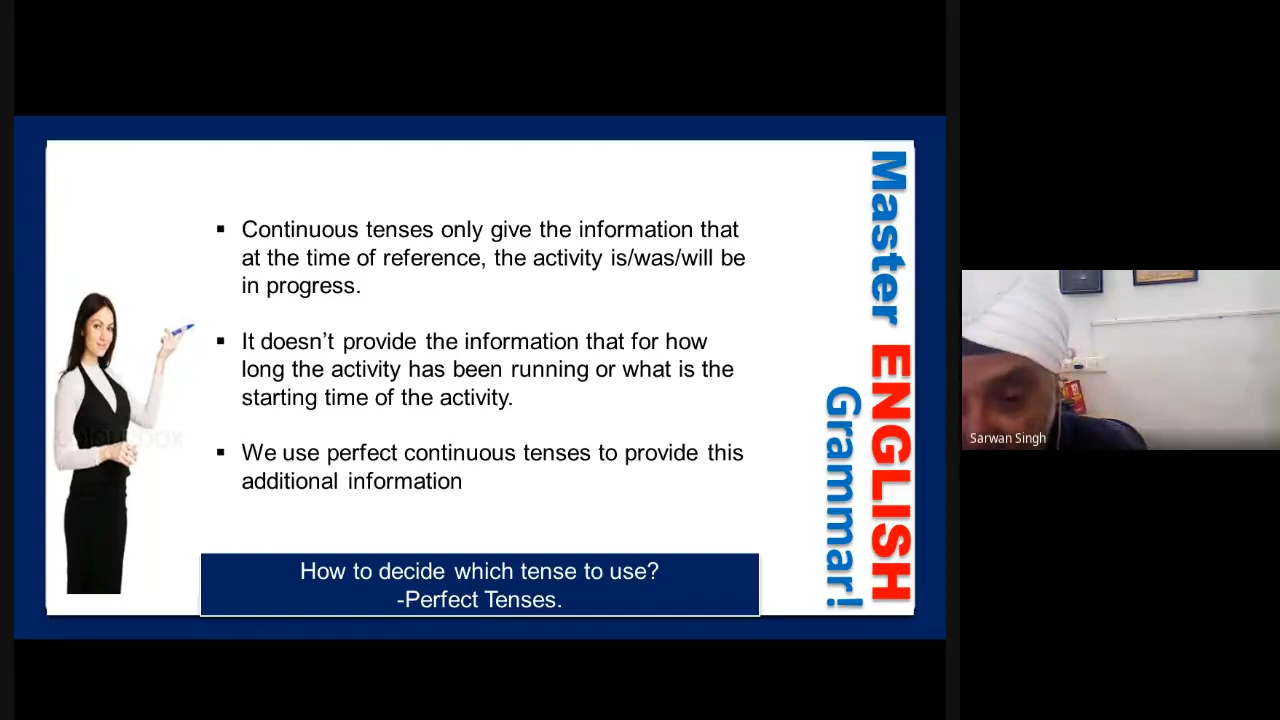 ▪ Continuous tenses only give the information that
at the time of reference, the activity is/was/will be
in progress.
▪ It doesn’t provide the information that for how
long the activity has been running or what is the
starting time of the activity.
▪ We use perfect continuous tenses to provide this
additional information
How to decide which tense to use?
-Perfect Tenses.
Master ENGLISH
Grammar!
Sarwan Singh